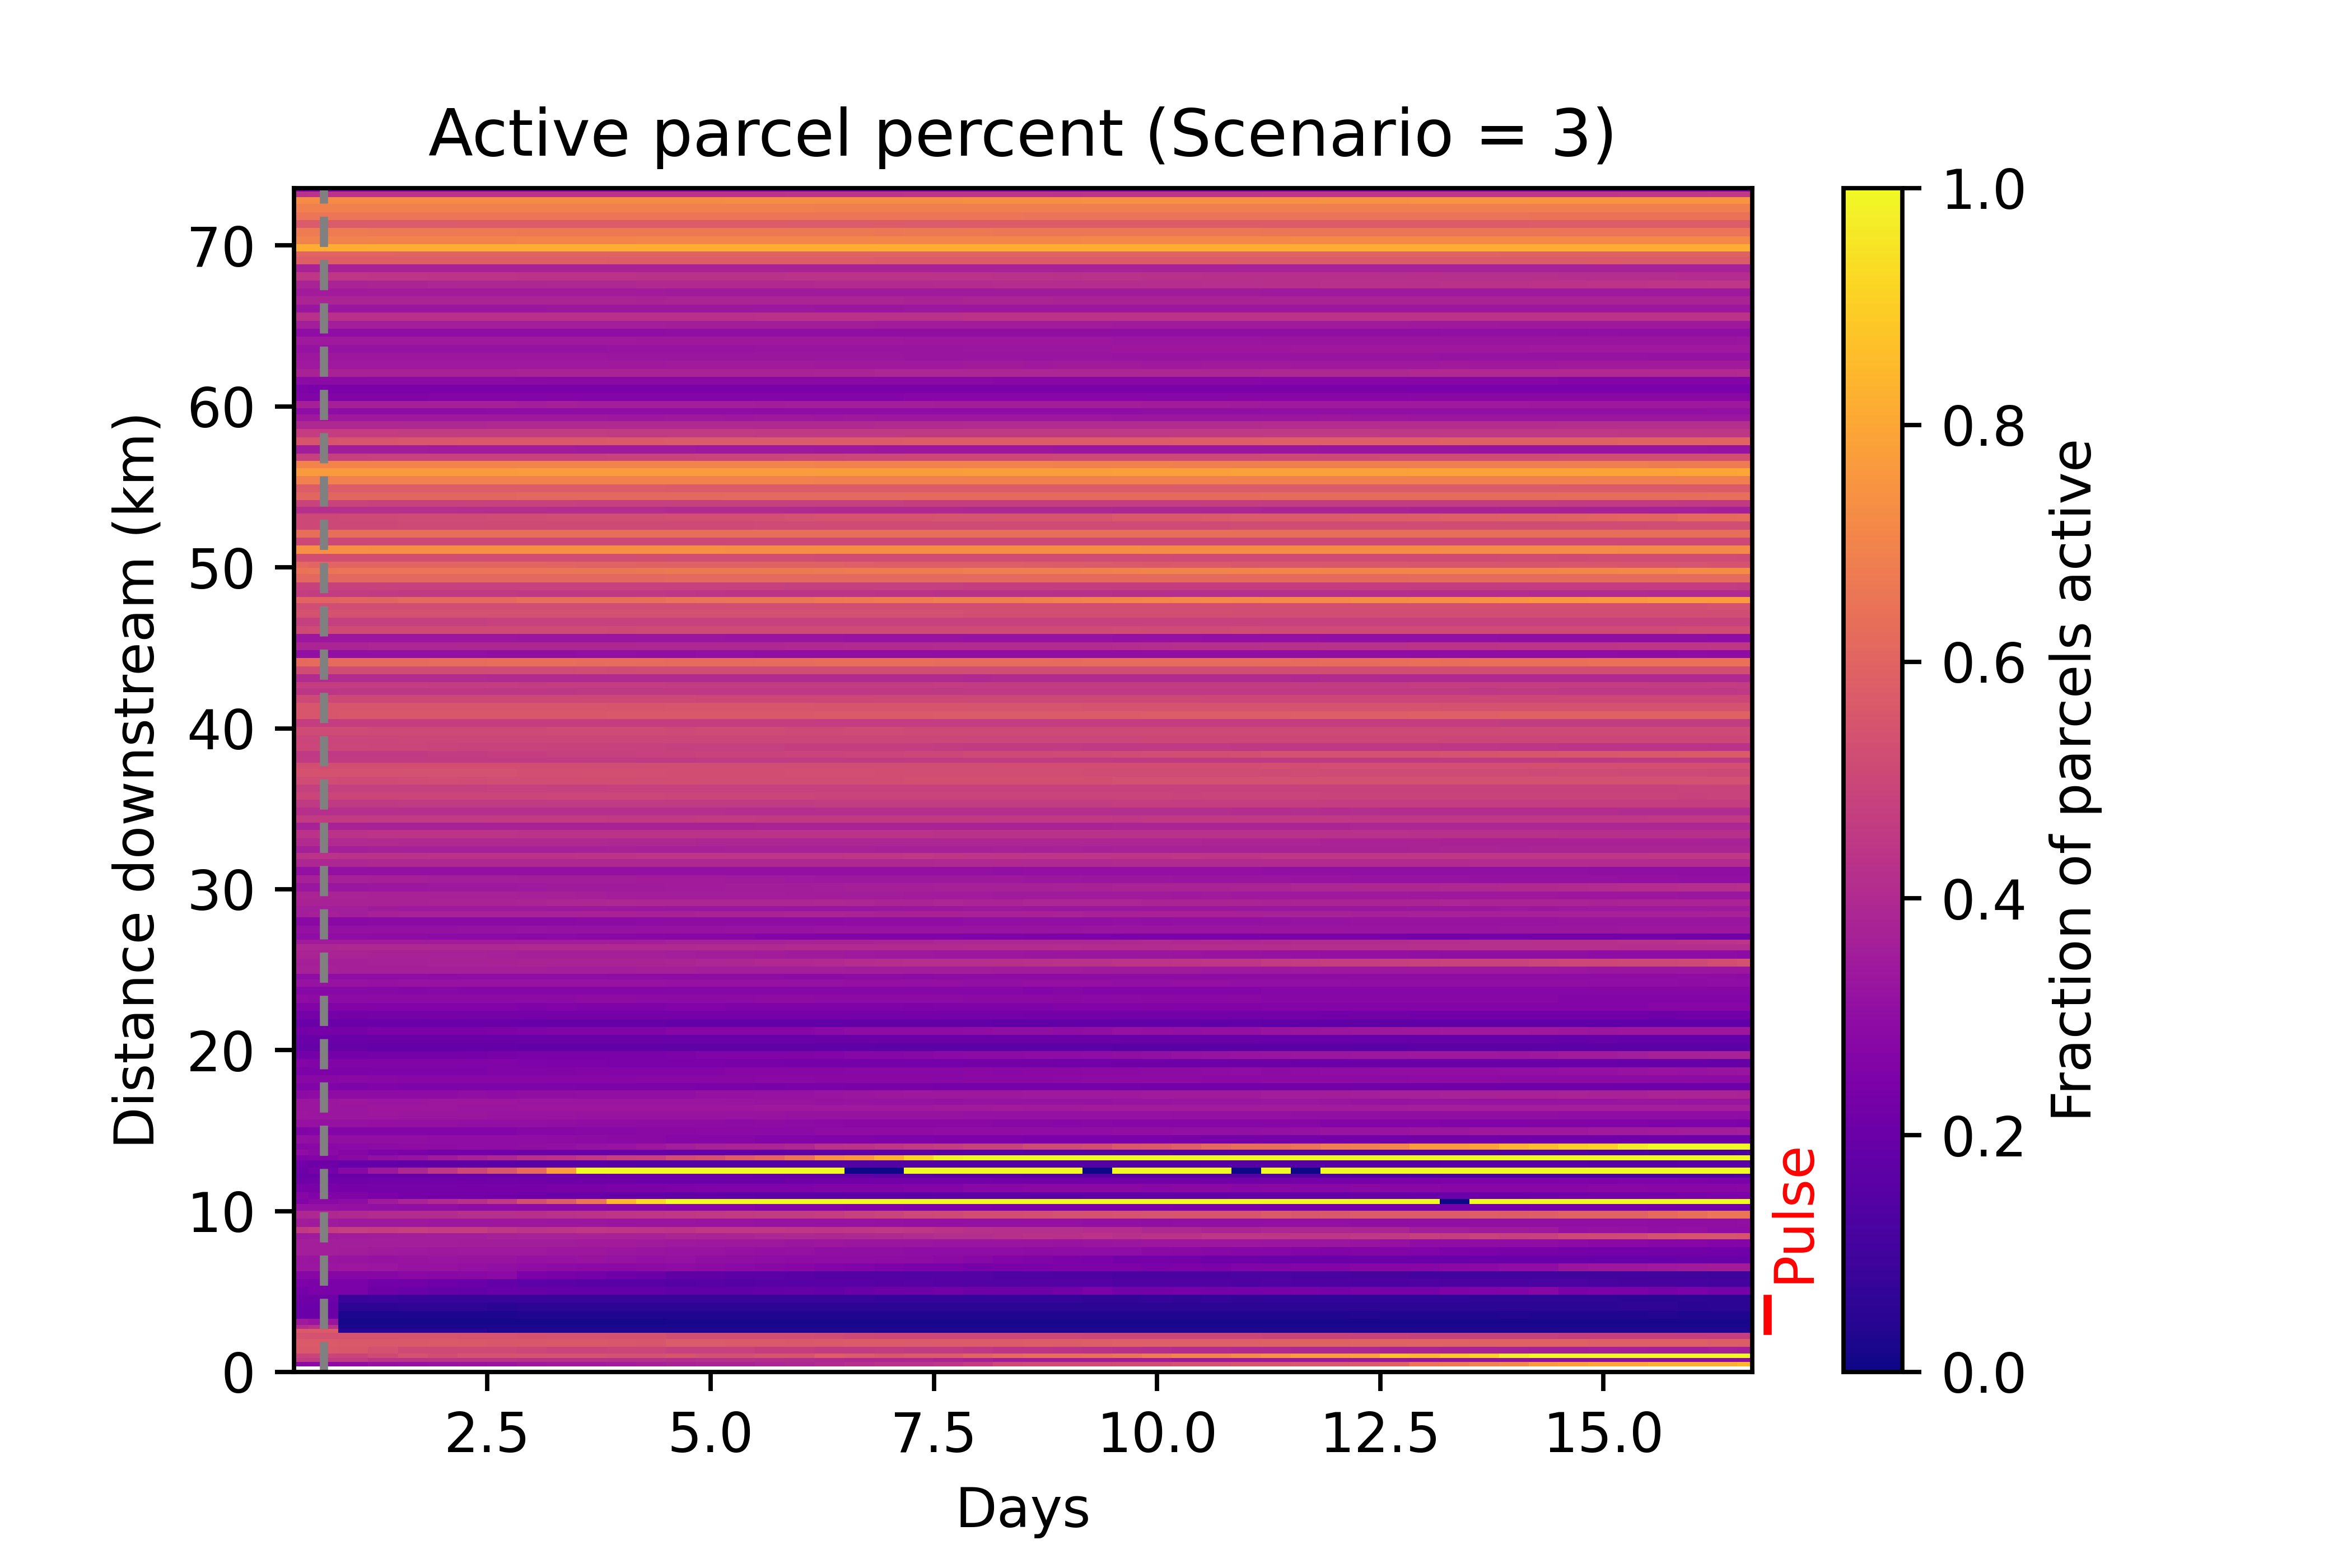 Active parcel percent (Scenario = 3)
Distance downstream (km)
70
60
50
40
30
20
10
0
2.5 5.0 7.5 10.0 12.5 15.0
Days
Pulse
1.0
0.8
0.6
0.4
0.2
0.0
Fraction of parcels active